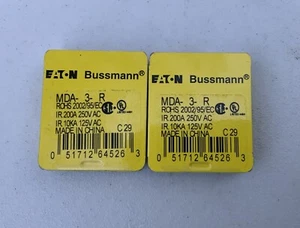 EATON Bussmann®
MDA- 3- R
ROHS 2002/95/EC
IR.200A 250V AC
IR.10KA 125V AC
MADE IN CHINA C29
0 51712 64526 3
EATON Bussmann®
MDA- 3- R
ROHS 2002/95/EC
IR.200A 250V AC
IR.10KA 125V AC
MADE IN CHINA C29
0 51712 64526 3